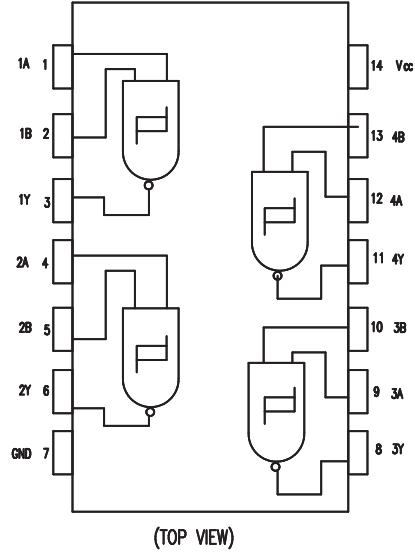 1A 1
1B 2
1Y 3
2A 4
2B 5
2Y 6
GND 7
14 Vcc
13 4B
12 4A
11 4Y
10 3B
9 3A
8 3Y
(TOP VIEW)